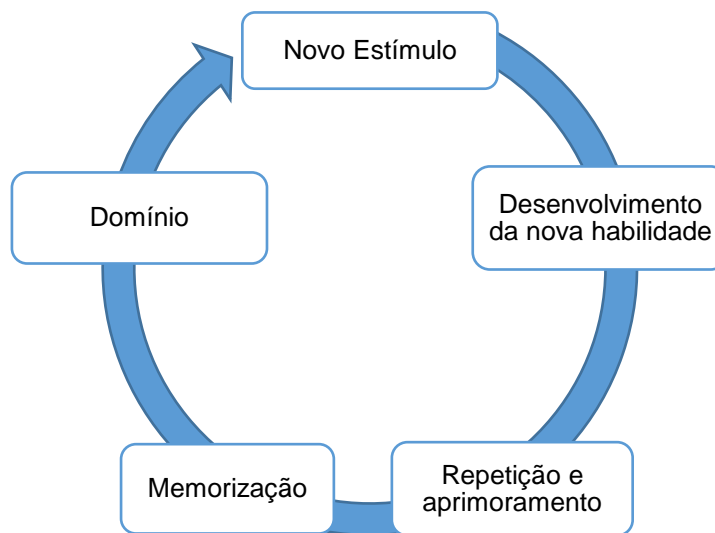 Novo Estímulo
Desenvolvimento
da nova habilidade
Repetição e
aprimoramento
Memorização
Domínio